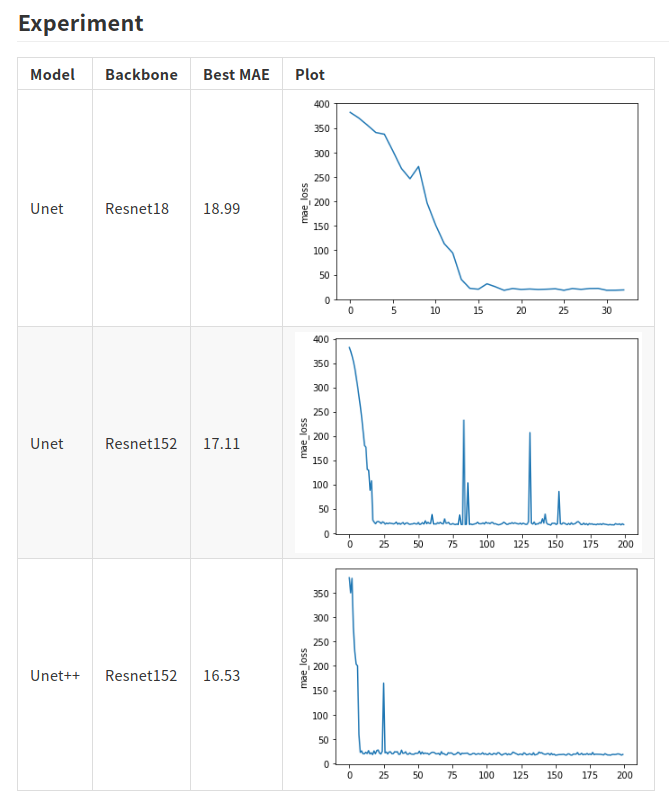 Experiment
Model Backbone Best MAE Plot
Unet Resnet18 18.99
400
350
300
250
200
150
100
50
0
mae_loss
0 5 10 15 20 25 30
Unet Resnet152 17.11
400
350
300
250
200
150
100
50
0
mae_loss
0 25 50 75 100 125 150 175 200
Unet++ Resnet152 16.53
350
300
250
200
150
100
50
0
mae_loss
0 25 50 75 100 125 150 175 200